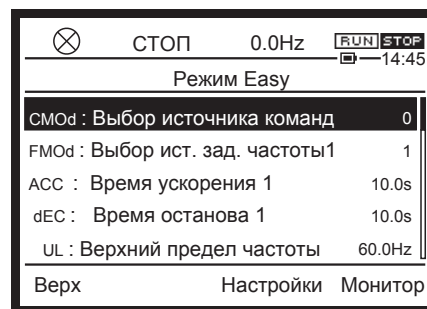 СТОП 0.0Hz RUN STOP
14:45
Режим Easy
CMOd : Выбор источника команд 0
FMOd : Выбор ист. зад. частоты1 1
ACC : Время ускорения 1 10.0s
dEC : Время останова 1 10.0s
UL : Верхний предел частоты 60.0Hz
Верх Настройки Монитор